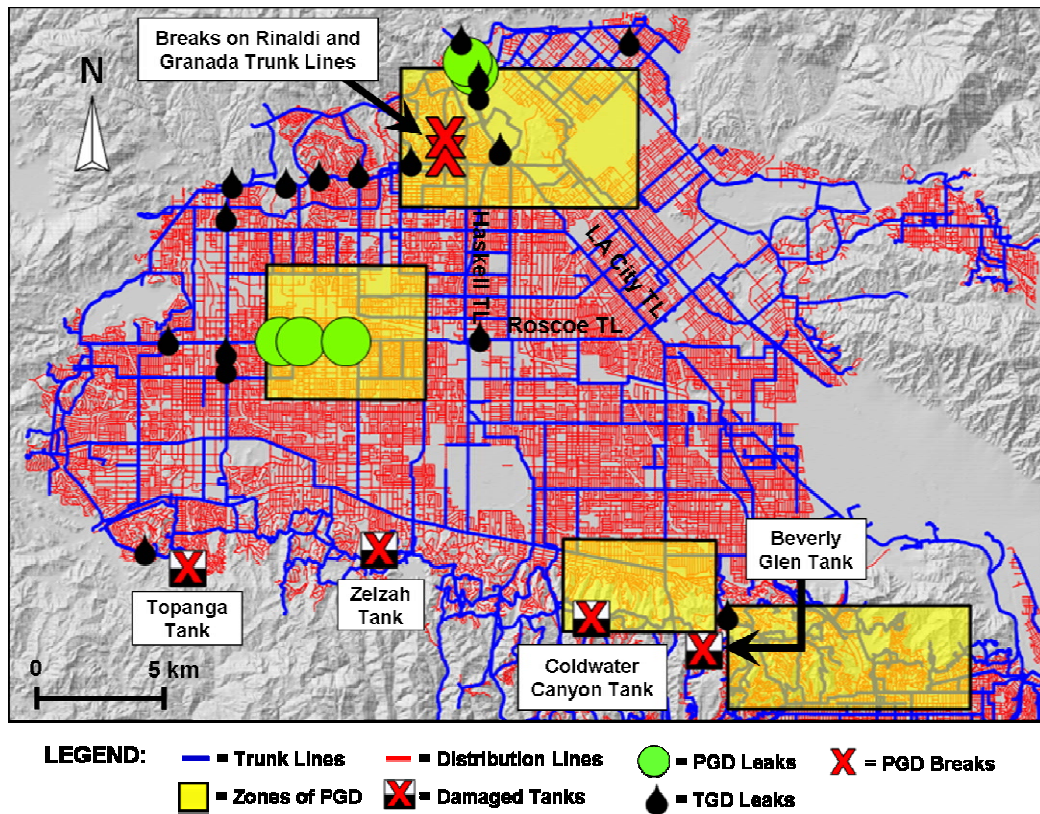 Breaks on Rinaldi and
Granada Trunk Lines
N
Haskell TL
LA City TL
Roscoe TL
Beverly
Glen Tank
Zelzah
Tank
Topanga
Tank
Coldwater
Canyon Tank
0 5 km
LEGEND:
= Trunk Lines
= Distribution Lines
= PGD Leaks
= PGD Breaks
= Zones of PGD
= Damaged Tanks
= TGD Leaks